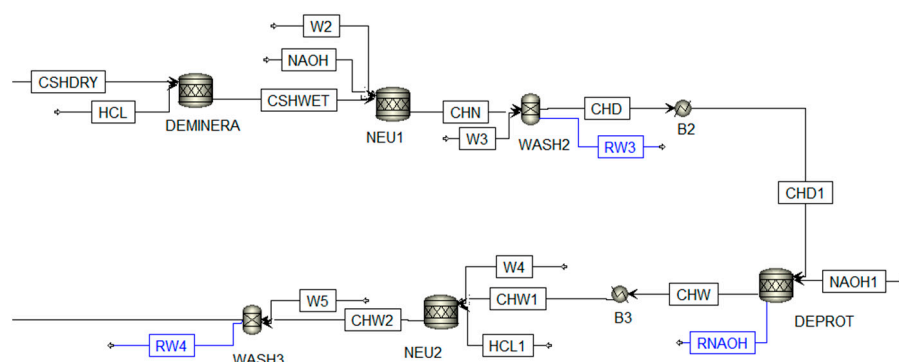 W2
NAOH
CSHDRY
HCL
DEMINERA
CSHWET
NEU1
CHN
W3
WASH2
CHD
RW3
B2
CHD1
NAOH1
DEPROT
RNAOH
CHW
B3
W4
CHW1
HCL1
NEU2
CHW2
W5
WASH3
RW4